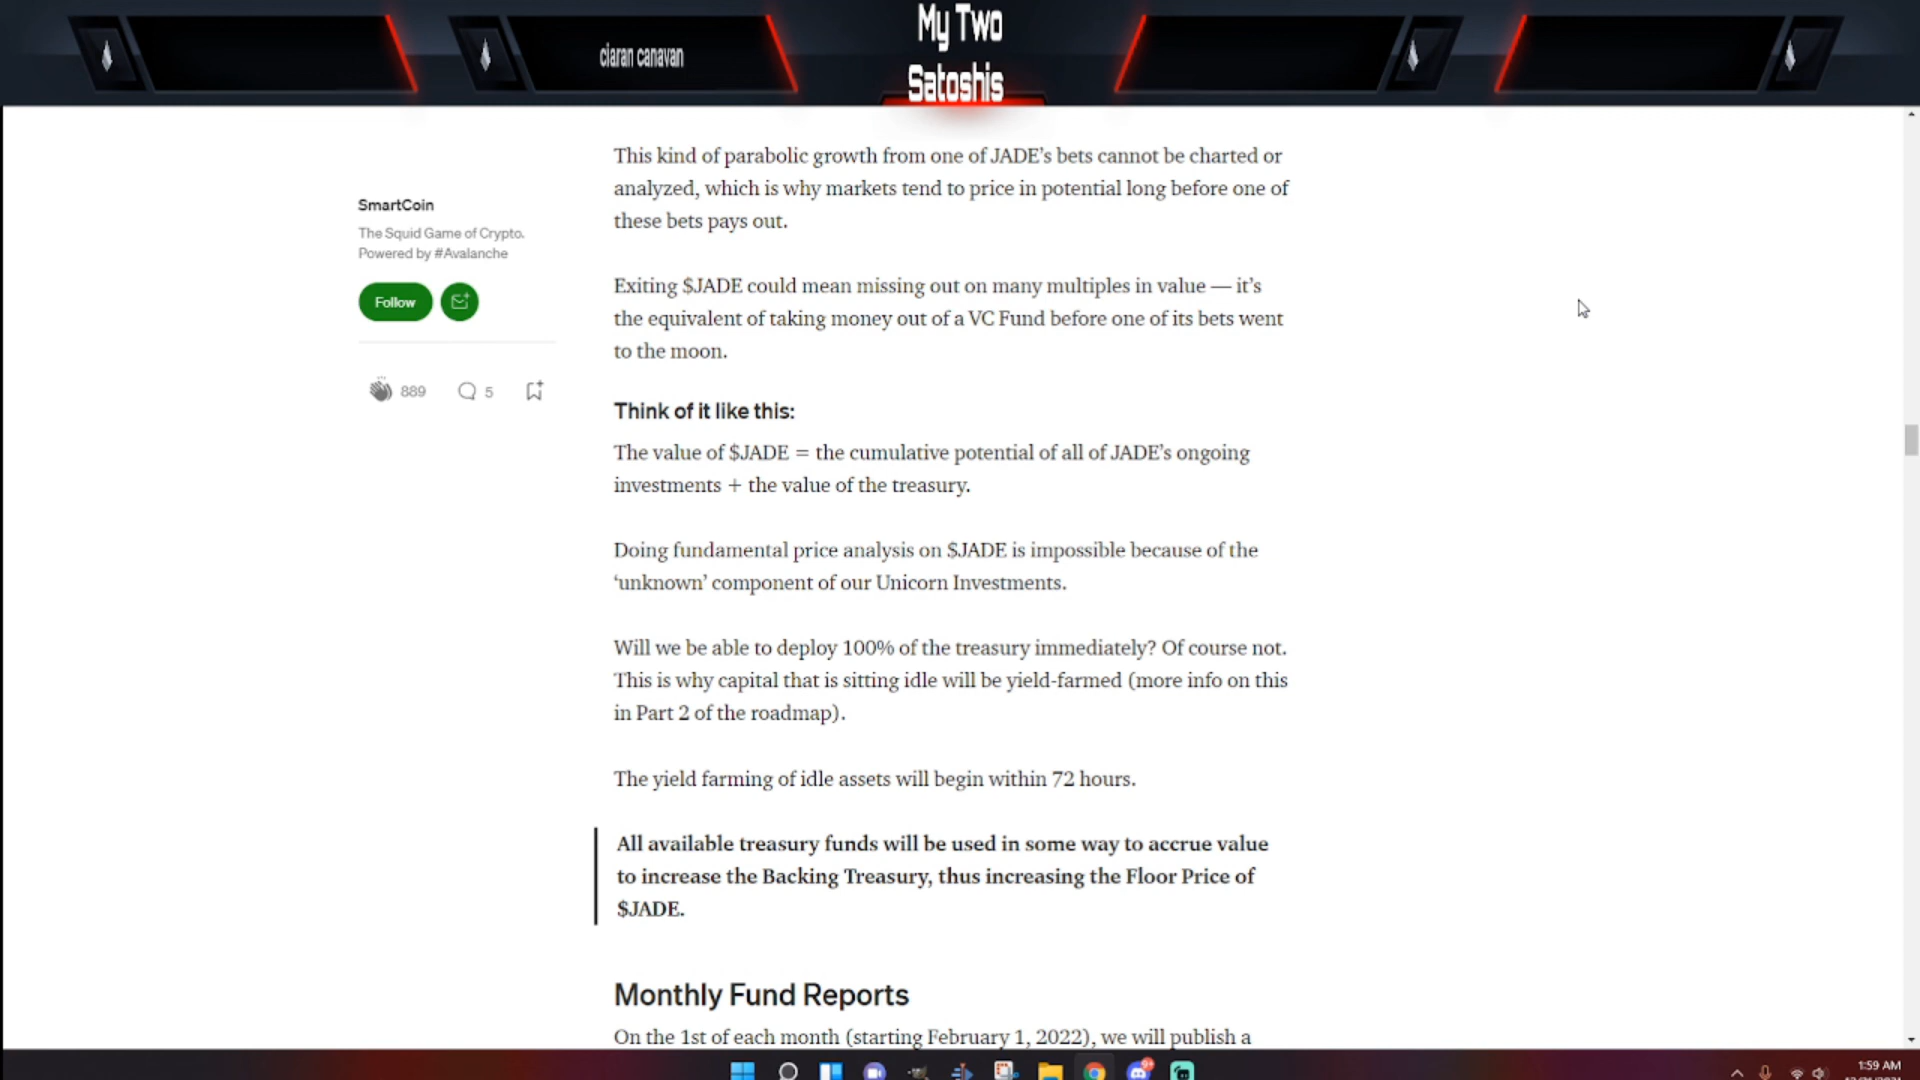 My Two
Satoshis
ciaran canavan
This kind of parabolic growth from one of JADE's bets cannot be charted or
analyzed, which is why markets tend to price in potential long before one of
these bets pays out.
SmartCoin
The Squid Game of Crypto.
Powered by #Avalanche
Follow
889
5
Exiting $JADE could mean missing out on many multiples in value — it's
the equivalent of taking money out of a VC Fund before one of its bets went
to the moon.
Think of it like this:
The value of $JADE = the cumulative potential of all of JADE's ongoing
investments + the value of the treasury.
Doing fundamental price analysis on $JADE is impossible because of the
'unknown' component of our Unicorn Investments.
Will we be able to deploy 100% of the treasury immediately? Of course not.
This is why capital that is sitting idle will be yield-farmed (more info on this
in Part 2 of the roadmap).
The yield farming of idle assets will begin within 72 hours.
All available treasury funds will be used in some way to accrue value
to increase the Backing Treasury, thus increasing the Floor Price of
$JADE.
Monthly Fund Reports
On the 1st of each month (starting February 1, 2022), we will publish a
1:59 AM